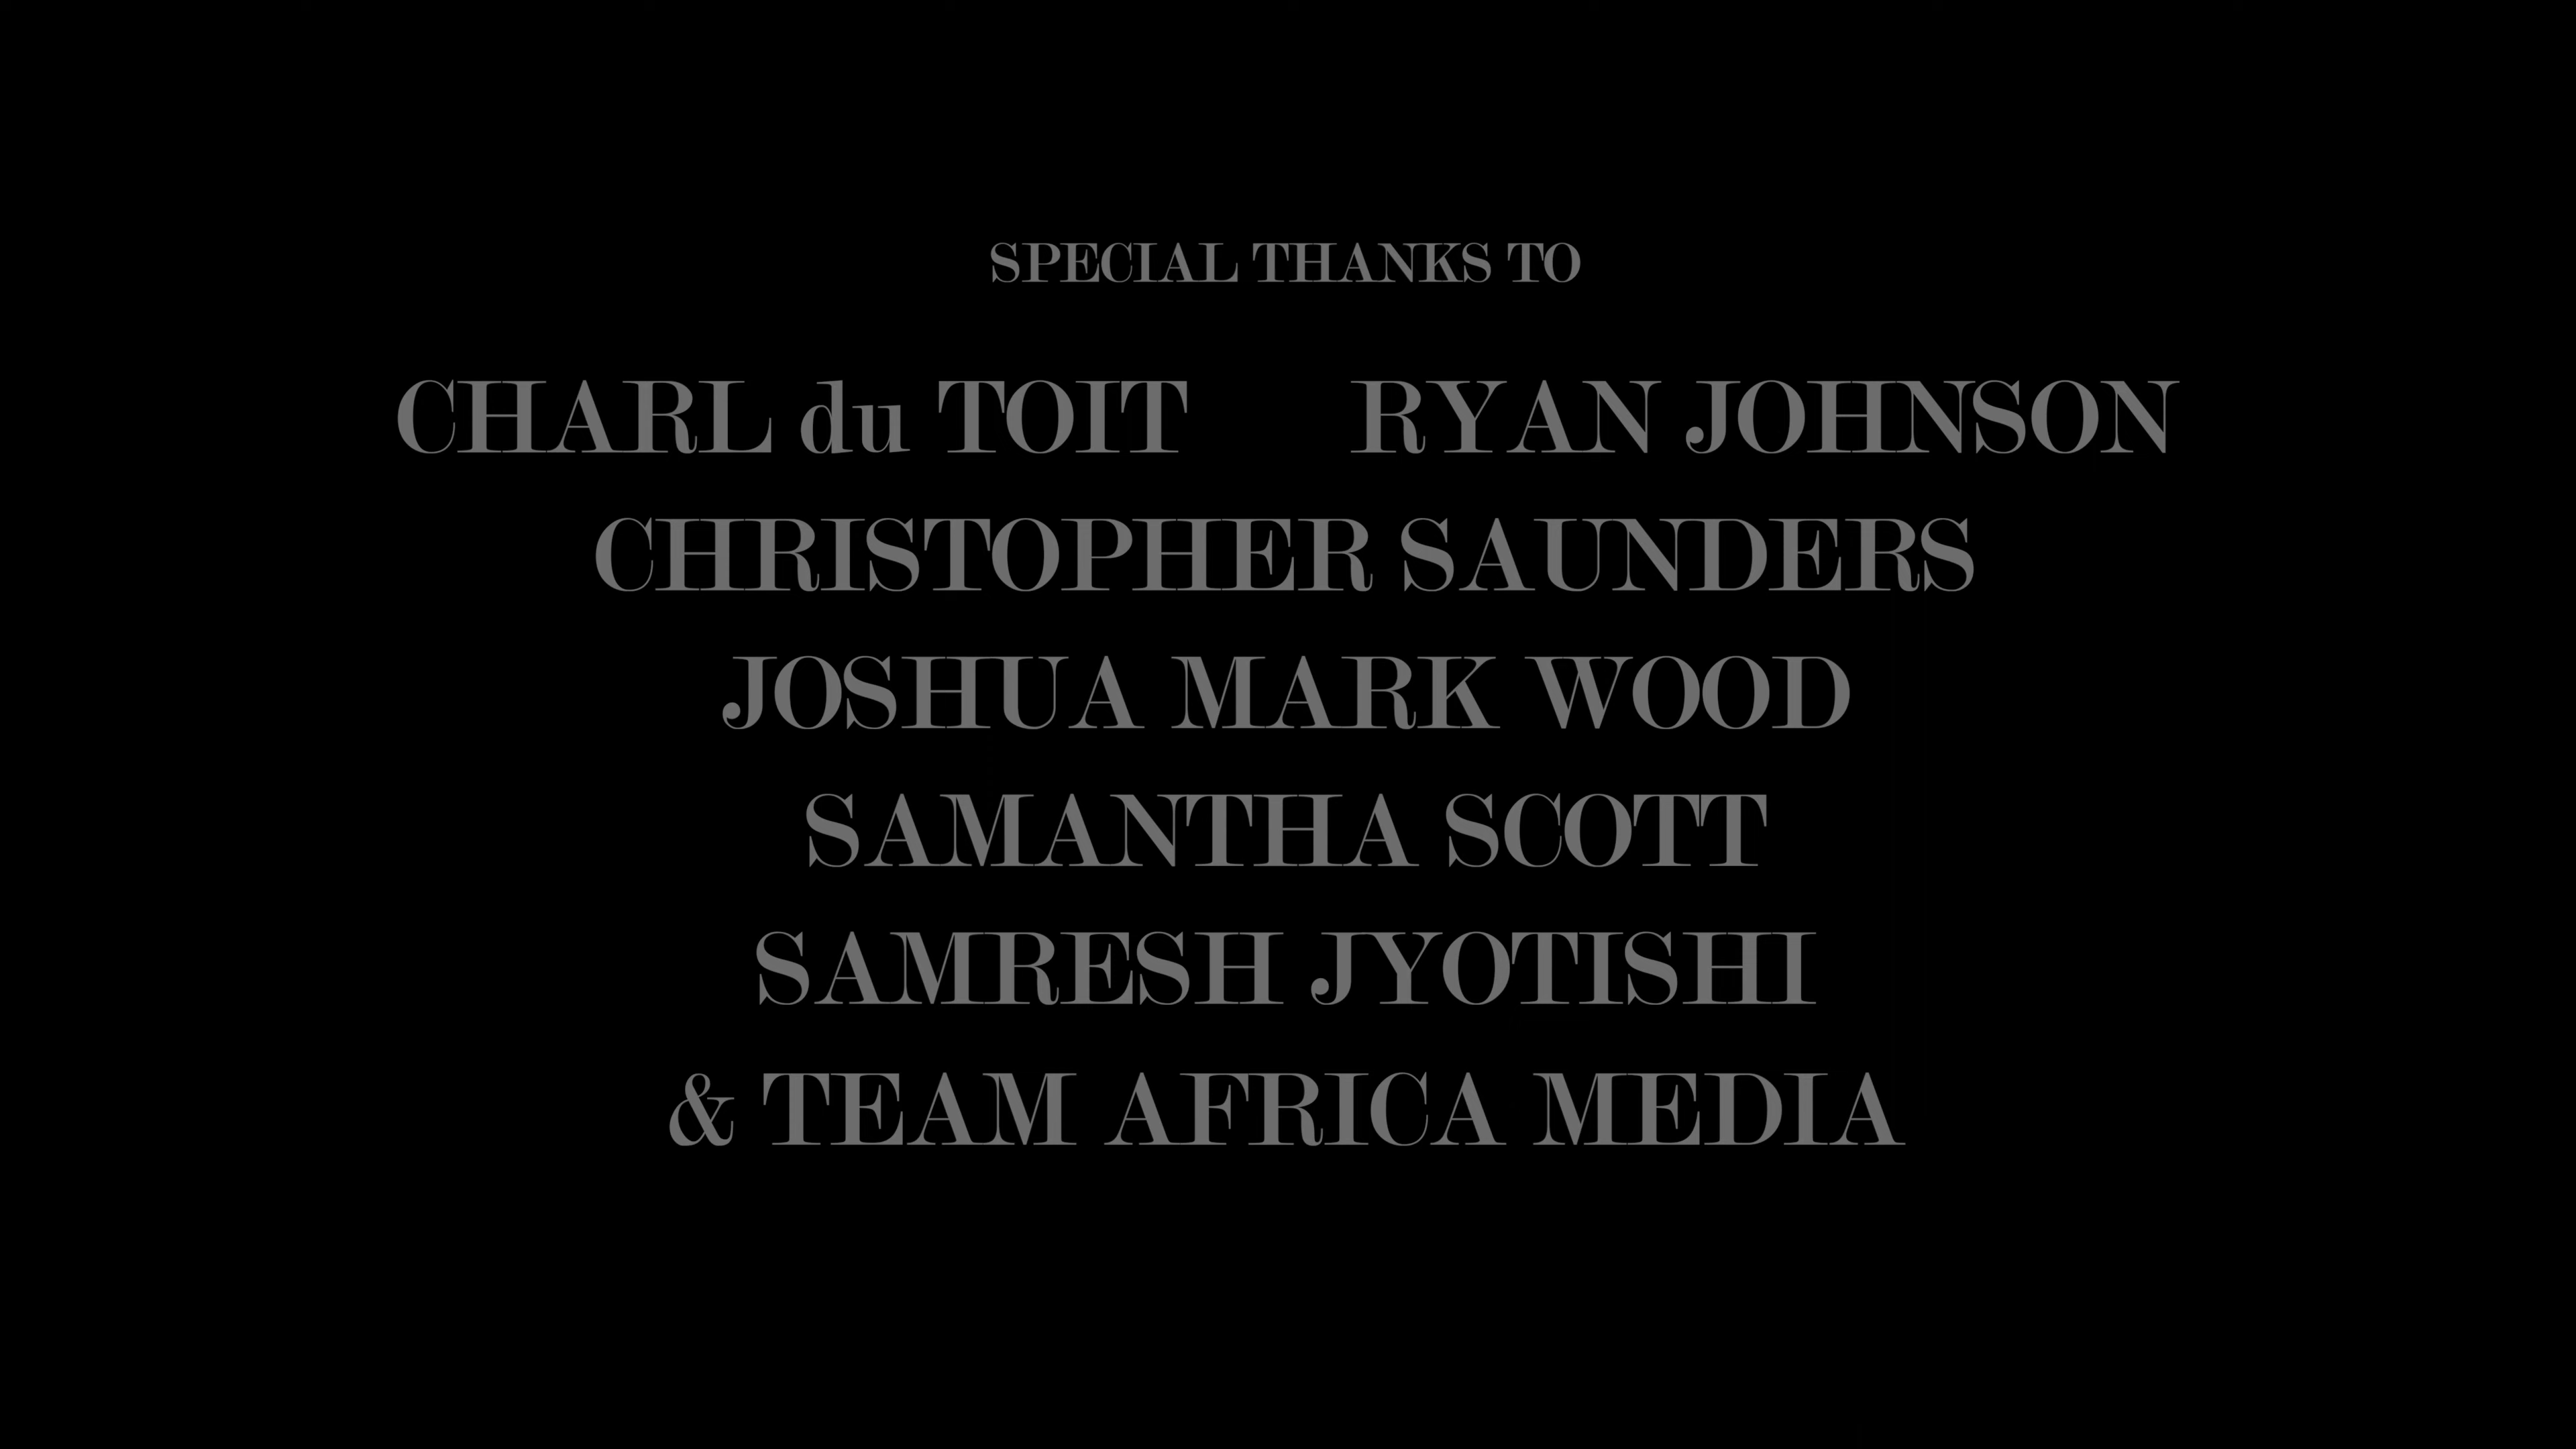 SPECIAL THANKS TO
CHARL du TOIT RYAN JOHNSON
CHRISTOPHER SAUNDERS
JOSHUA MARK WOOD
SAMANTHA SCOTT
SAMRESH JYOTISHI
& TEAM AFRICA MEDIA